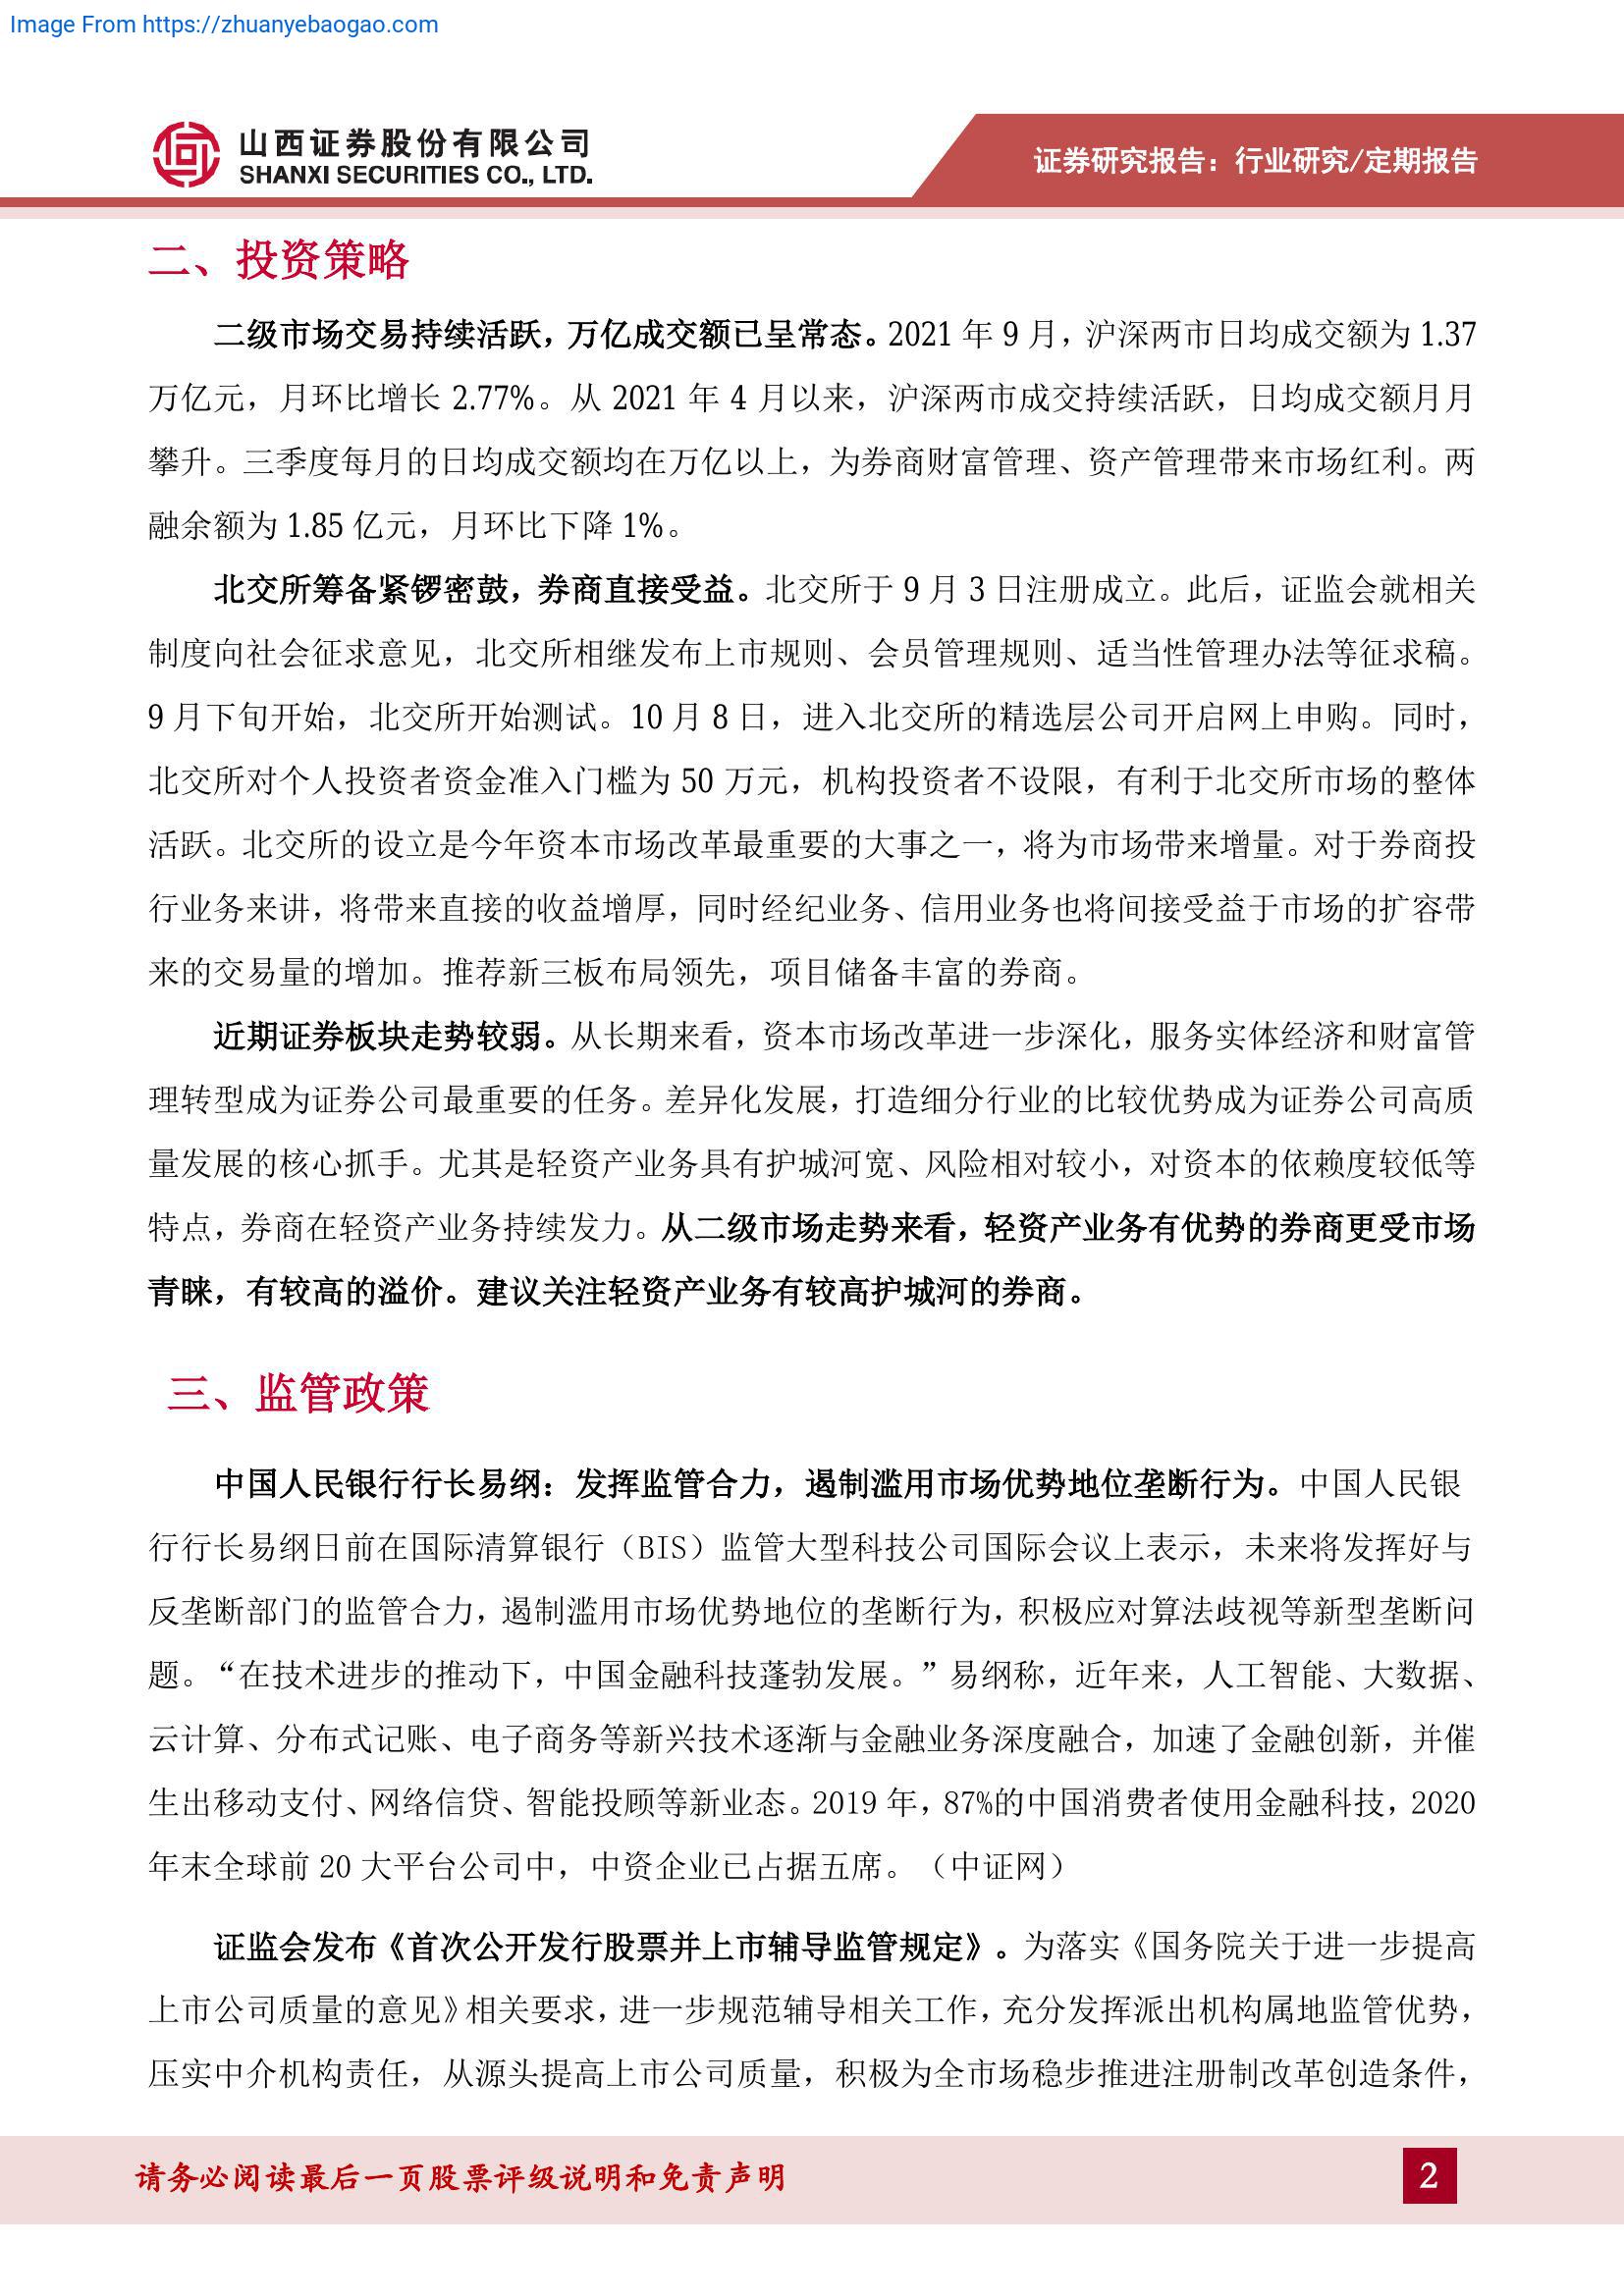 Image From https://zhuanyebaogao.com
山西证券股份有限公司
SHANXI SECURITIES CO., LTD.
证券研究报告：行业研究/定期报告
二、投资策略
二级市场交易持续活跃，万亿成交额已呈常态。2021 年 9 月，沪深两市日均成交额为 1.37
万亿元，月环比增长 2.77%。从 2021 年 4 月以来，沪深两市成交持续活跃，日均成交额月月
攀升。三季度每月的日均成交额均在万亿以上，为券商财富管理、资产管理带来市场红利。两
融余额为 1.85 亿元，月环比下降 1%。
北交所筹备紧锣密鼓，券商直接受益。北交所于 9 月 3 日注册成立。此后，证监会就相关
制度向社会征求意见，北交所相继发布上市规则、会员管理规则、适当性管理办法等征求稿。
9 月下旬开始，北交所开始测试。10 月 8 日，进入北交所的精选层公司开启网上申购。同时，
北交所对个人投资者资金准入门槛为 50 万元，机构投资者不设限，有利于北交所市场的整体
活跃。北交所的设立是今年资本市场改革最重要的大事之一，将为市场带来增量。对于券商投
行业务来讲，将带来直接的收益增厚，同时经纪业务、信用业务也将间接受益于市场的扩容带
来的交易量的增加。推荐新三板布局领先，项目储备丰富的券商。
近期证券板块走势较弱。从长期来看，资本市场改革进一步深化，服务实体经济和财富管
理转型成为证券公司最重要的任务。差异化发展，打造细分行业的比较优势成为证券公司高质
量发展的核心抓手。尤其是轻资产业务具有护城河宽、风险相对较小，对资本的依赖度较低等
特点，券商在轻资产业务持续发力。从二级市场走势来看，轻资产业务有优势的券商更受市场
青睐，有较高的溢价。建议关注轻资产业务有较高护城河的券商。
三、监管政策
中国人民银行行长易纲：发挥监管合力，遏制滥用市场优势地位垄断行为。中国人民银
行行长易纲日前在国际清算银行（BIS）监管大型科技公司国际会议上表示，未来将发挥好与
反垄断部门的监管合力，遏制滥用市场优势地位的垄断行为，积极应对算法歧视等新型垄断问
题。“在技术进步的推动下，中国金融科技蓬勃发展。”易纲称，近年来，人工智能、大数据、
云计算、分布式记账、电子商务等新兴技术逐渐与金融业务深度融合，加速了金融创新，并催
生出移动支付、网络信贷、智能投顾等新业态。2019 年，87%的中国消费者使用金融科技，2020
年末全球前 20 大平台公司中，中资企业已占据五席。（中证网）
证监会发布《首次公开发行股票并上市辅导监管规定》。为落实《国务院关于进一步提高
上市公司质量的意见》相关要求，进一步规范辅导相关工作，充分发挥派出机构属地监管优势，
压实中介机构责任，从源头提高上市公司质量，积极为全市场稳步推进注册制改革创造条件，
请务必阅读最后一页股票评级说明和免责声明
2